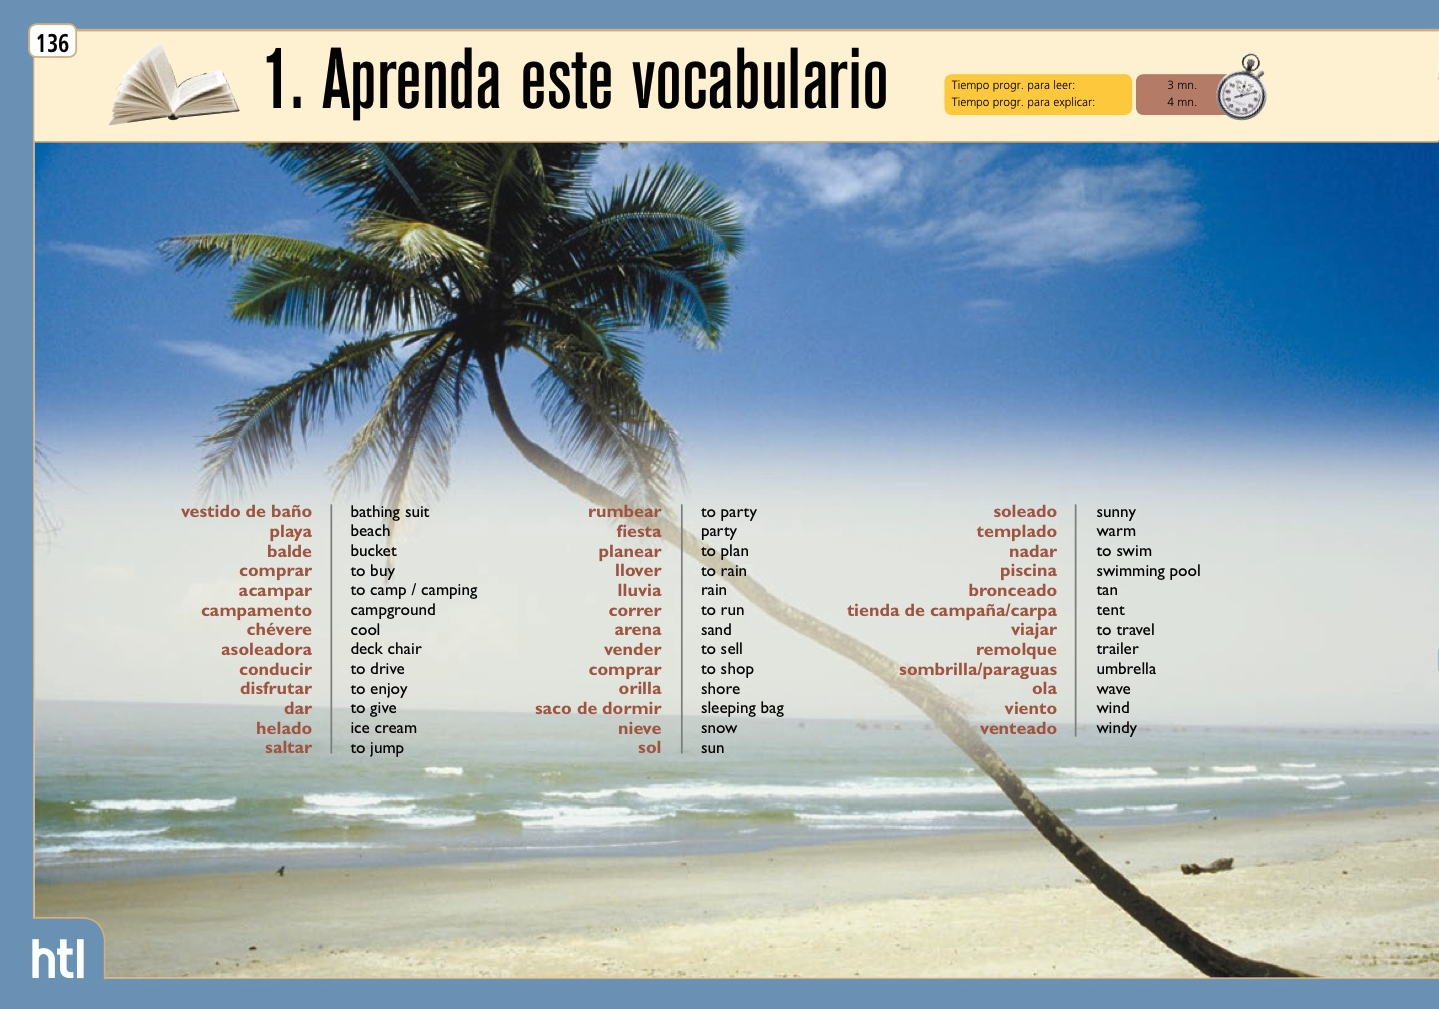 136
1. Aprenda este vocabulario
Tiempo progr. para leer: 3 mn.
Tiempo progr. para explicar: 4 mn.
vestido de baño bathing suit
playa beach
balde bucket
comprar to buy
acampar to camp / camping
campamento campground
chévere cool
asoleadora deck chair
conducir to drive
disfrutar to enjoy
dar to give
helado ice cream
saltar to jump
rumbear to party
fiesta party
planear to plan
llover to rain
lluvia rain
correr to run
arena sand
vender to sell
comprar to shop
orilla shore
saco de dormir sleeping bag
nieve snow
sol sun
soleado sunny
templado warm
nadar to swim
piscina swimming pool
bronceado tan
tienda de campaña/carpa tent
viajar to travel
remolque trailer
sombrilla/paraguas umbrella
ola wave
viento wind
venteado windy
htl